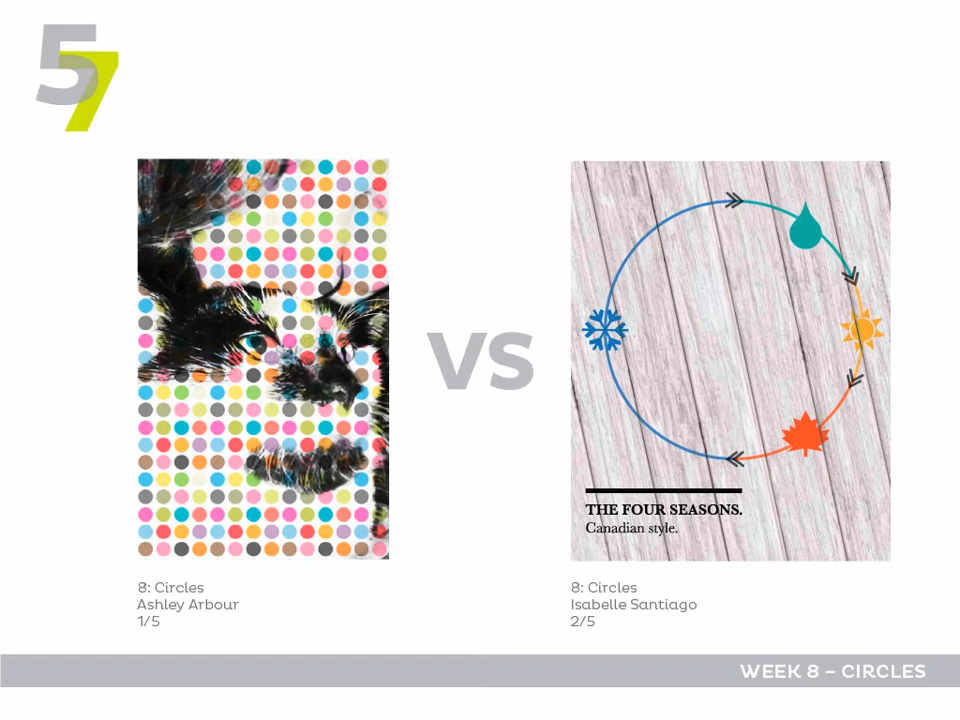 57
VS
THE FOUR SEASONS.
Canadian style.
8: Circles
Ashley Arbour
1/5
8: Circles
Isabelle Santiago
2/5
WEEK 8 – CIRCLES